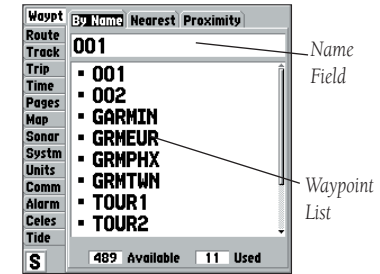 Waypt
Route
Track
Trip
Time
Pages
Map
Sonar
Systm
Units
Comm
Alarm
Celes
Tide
S
By Name Nearest Proximity
001
001
002
GARMIN
GRMEUR
GRMPHX
GRMTWN
TOUR1
TOUR2
489 Available 11 Used
Name
Field
Waypoint
List